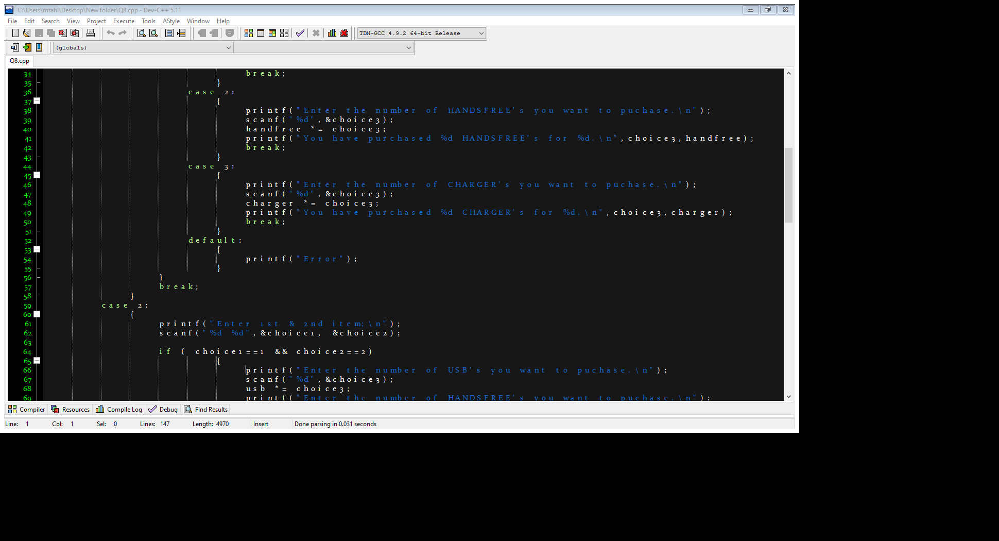 C:\Users\mtahi\Desktop\New folder\Q8.cpp - Dev-C++ 5.11
File Edit Search View Project Execute Tools AStyle Window Help
TDM-GCC 4.9.2 64-bit Release
(globals)
Q8.cpp
34 break;
35 }
36 case 2:
37 {
38 printf("Enter the number of HANDSFREE's you want to puchase.\n");
39 scanf("%d",&choice3);
40 handfree *= choice3;
41 printf("You have purchased %d HANDSFREE's for %d.\n",choice3,handfree);
42 break;
43 }
44 case 3:
45 {
46 printf("Enter the number of CHARGER's you want to puchase.\n");
47 scanf("%d",&choice3);
48 charger *= choice3;
49 printf("You have purchased %d CHARGER's for %d.\n",choice3,charger);
50 break;
51 }
52 default:
53 {
54 printf("Error");
55 }
56 }
57 break;
58 }
59 case 2:
60 {
61 printf("Enter 1st & 2nd item;\n");
62 scanf("%d %d",&choice1, &choice2);
63
64 if ( choice1==1 && choice2==2)
65 {
66 printf("Enter the number of USB's you want to puchase.\n");
67 scanf("%d",&choice3);
68 usb *= choice3;
69 printf("Enter the number of HANDSFREE's you want to puchase.\n");
Compiler Resources Compile Log Debug Find Results
Line: 1 Col: 1 Sel: 0 Lines: 147 Length: 4970 Insert Done parsing in 0.031 seconds